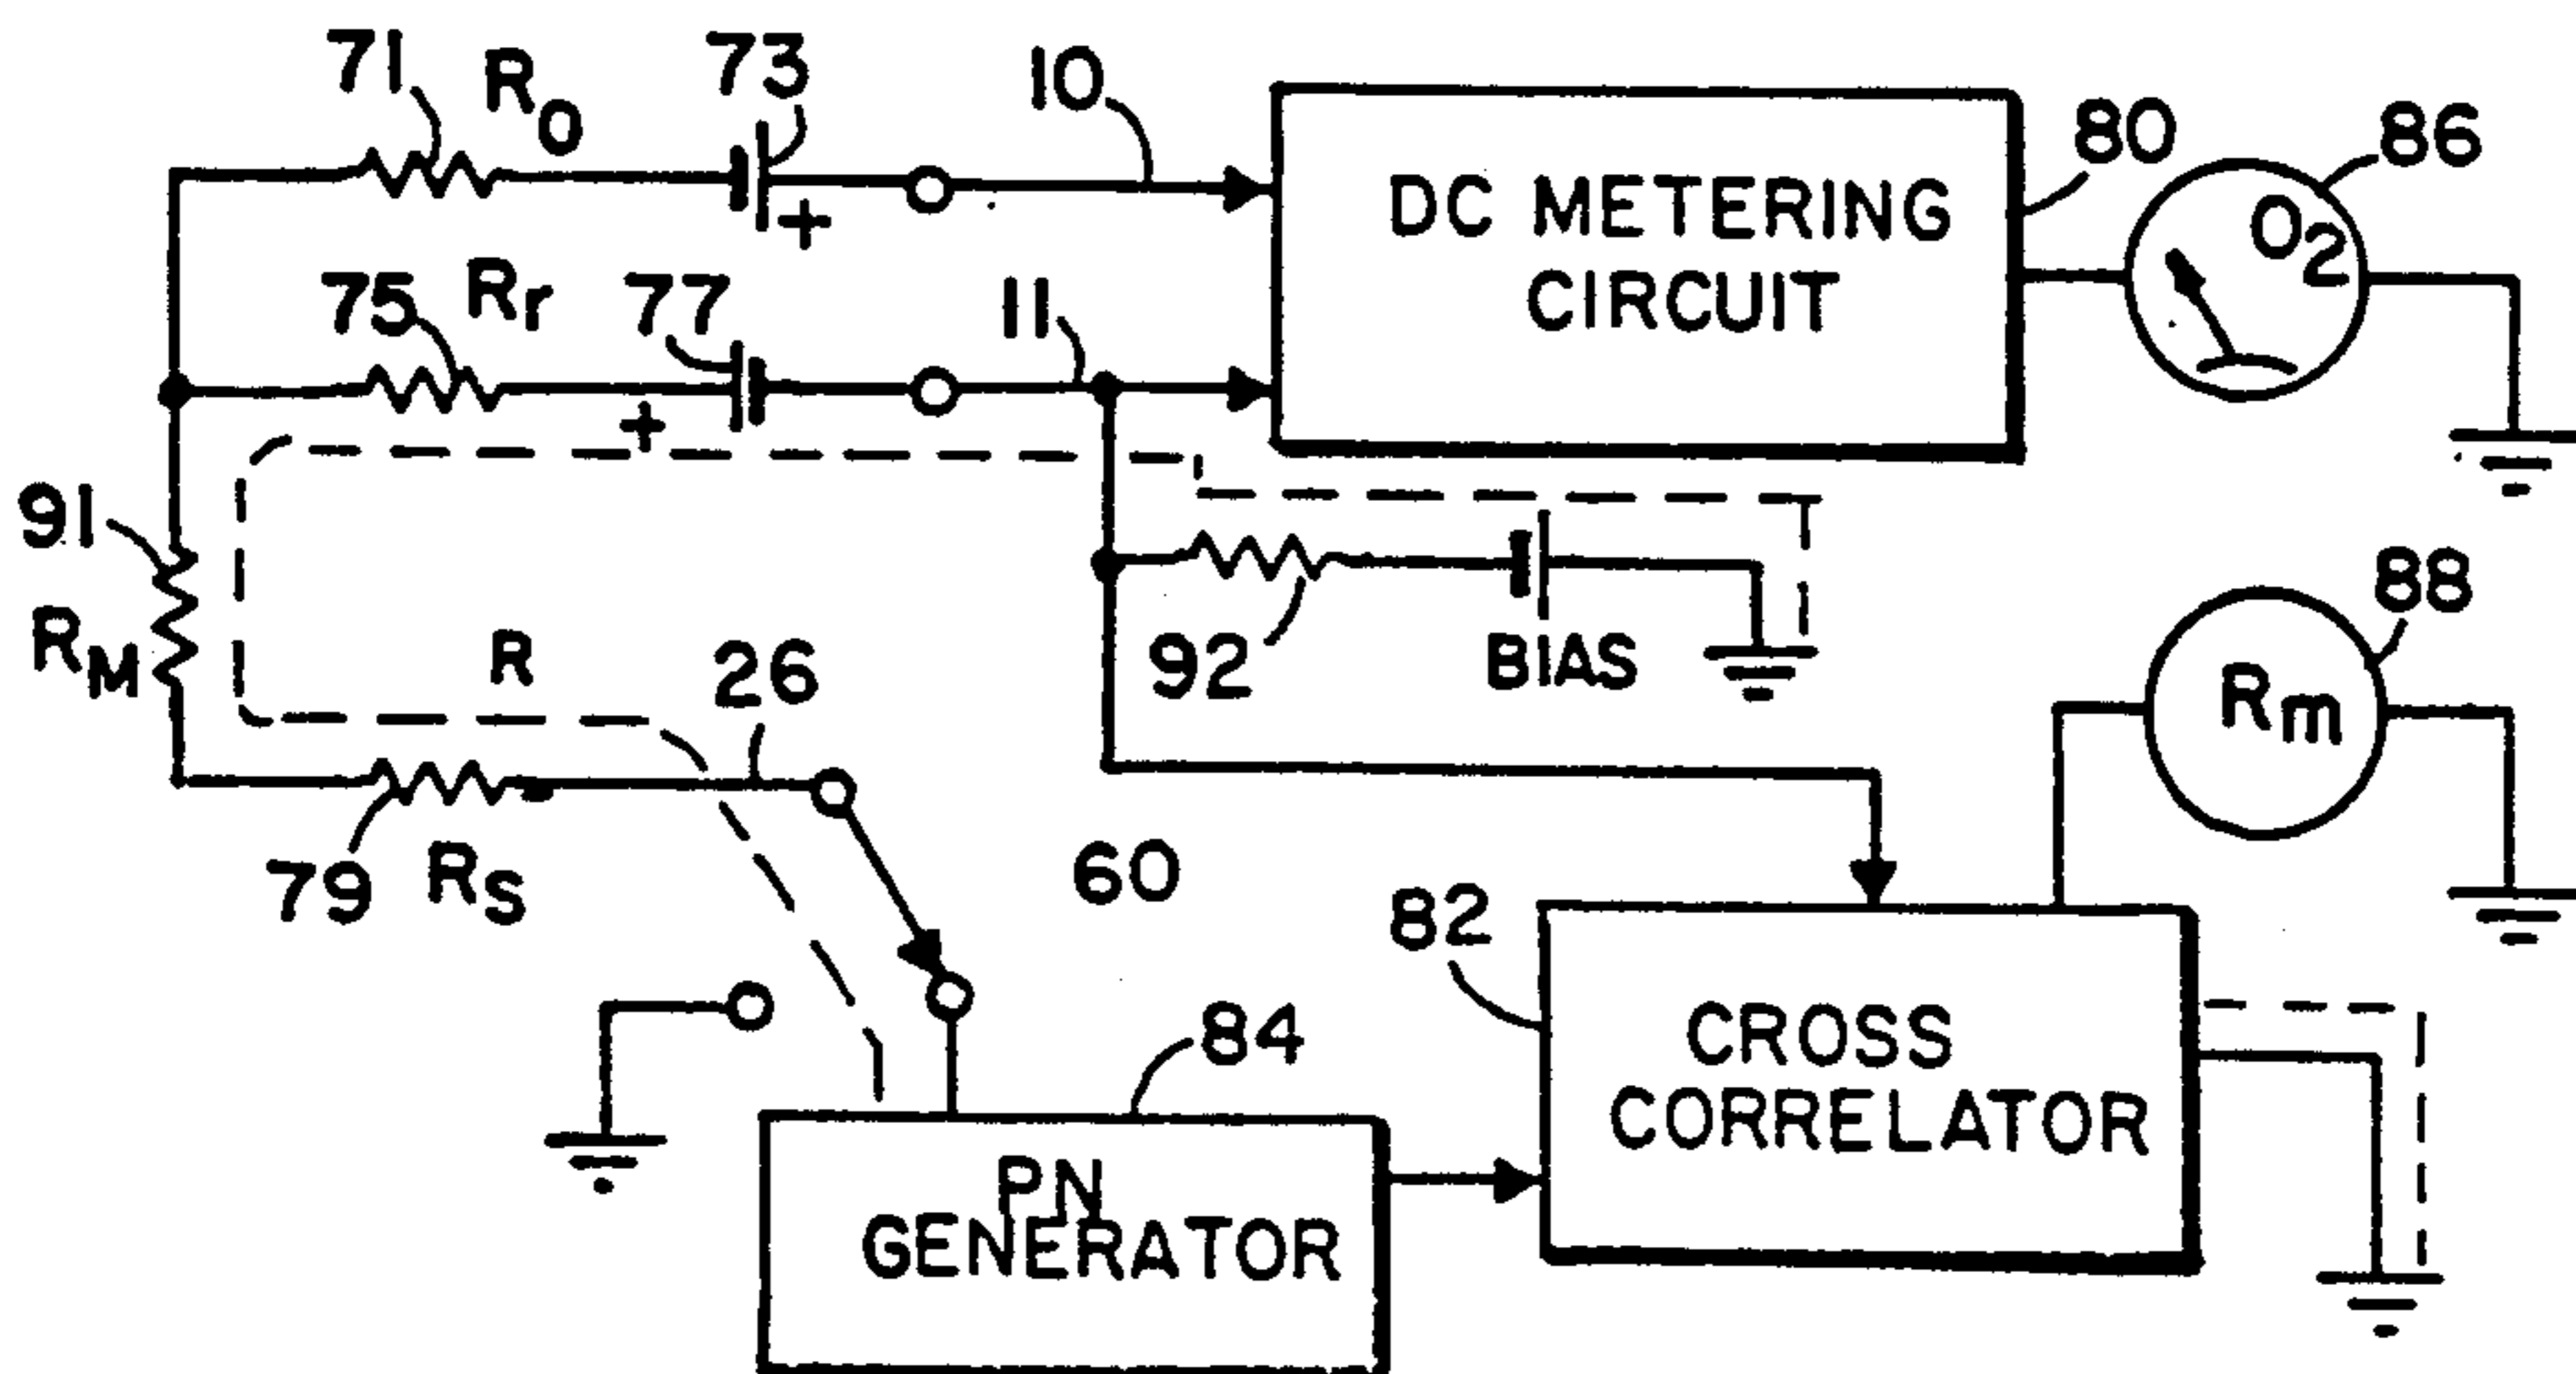 71
Ro
73
10
DC METERING
CIRCUIT
80
O2
86
75
Rr
77
11
+
+
91
RM
R
26
92
BIAS
88
Rm
79
RS
60
82
84
CROSS
CORRELATOR
PN
GENERATOR